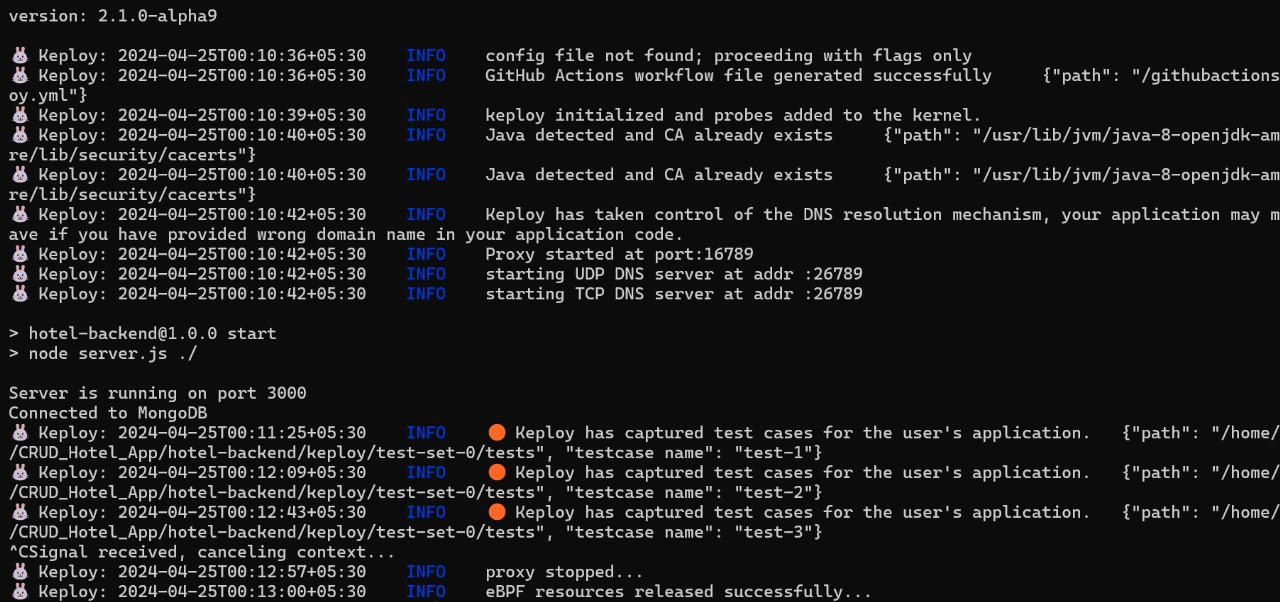 version: 2.1.0-alpha9
🐰 Keploy: 2024-04-25T00:10:36+05:30 INFO config file not found; proceeding with flags only
🐰 Keploy: 2024-04-25T00:10:36+05:30 INFO GitHub Actions workflow file generated successfully {"path": "/githubactions
oy.yml"}
🐰 Keploy: 2024-04-25T00:10:39+05:30 INFO keploy initialized and probes added to the kernel.
🐰 Keploy: 2024-04-25T00:10:40+05:30 INFO Java detected and CA already exists {"path": "/usr/lib/jvm/java-8-openjdk-am
re/lib/security/cacerts"}
🐰 Keploy: 2024-04-25T00:10:40+05:30 INFO Java detected and CA already exists {"path": "/usr/lib/jvm/java-8-openjdk-am
re/lib/security/cacerts"}
🐰 Keploy: 2024-04-25T00:10:42+05:30 INFO Keploy has taken control of the DNS resolution mechanism, your application may m
ave if you have provided wrong domain name in your application code.
🐰 Keploy: 2024-04-25T00:10:42+05:30 INFO Proxy started at port:16789
🐰 Keploy: 2024-04-25T00:10:42+05:30 INFO starting UDP DNS server at addr :26789
🐰 Keploy: 2024-04-25T00:10:42+05:30 INFO starting TCP DNS server at addr :26789
> hotel-backend@1.0.0 start
> node server.js ./
Server is running on port 3000
Connected to MongoDB
🐰 Keploy: 2024-04-25T00:11:25+05:30 INFO 🟠 Keploy has captured test cases for the user's application. {"path": "/home/
/CRUD_Hotel_App/hotel-backend/keploy/test-set-0/tests", "testcase name": "test-1"}
🐰 Keploy: 2024-04-25T00:12:09+05:30 INFO 🟠 Keploy has captured test cases for the user's application. {"path": "/home/
/CRUD_Hotel_App/hotel-backend/keploy/test-set-0/tests", "testcase name": "test-2"}
🐰 Keploy: 2024-04-25T00:12:43+05:30 INFO 🟠 Keploy has captured test cases for the user's application. {"path": "/home/
/CRUD_Hotel_App/hotel-backend/keploy/test-set-0/tests", "testcase name": "test-3"}
^CSignal received, canceling context...
🐰 Keploy: 2024-04-25T00:12:57+05:30 INFO proxy stopped...
🐰 Keploy: 2024-04-25T00:13:00+05:30 INFO eBPF resources released successfully...